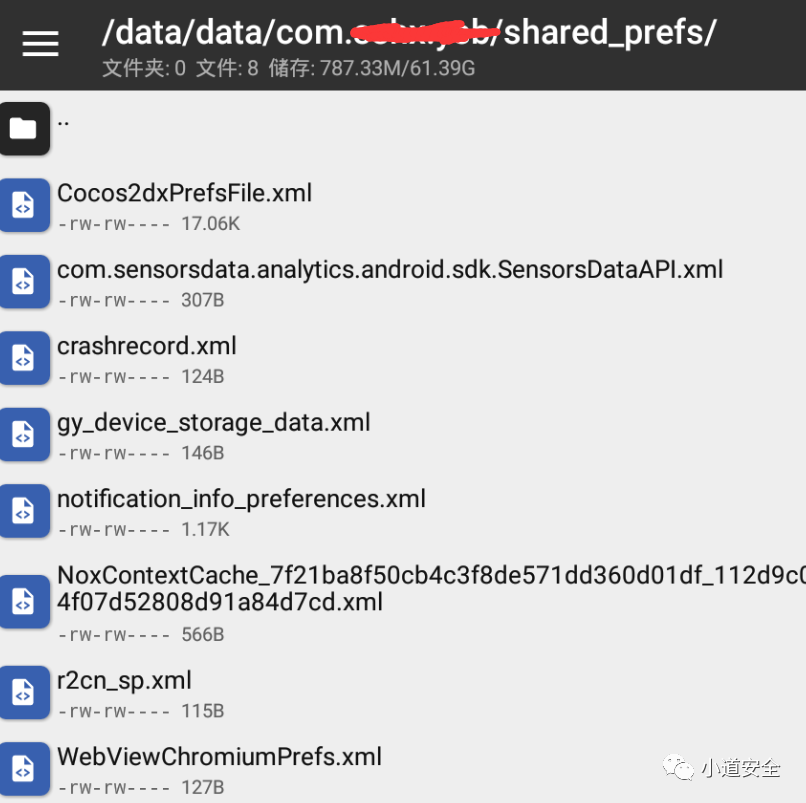 /data/data/com./shared_prefs/
文件夹: 0 文件: 8 储存: 787.33M/61.39G
..
Cocos2dxPrefsFile.xml
-rw-rw---- 17.06K
com.sensorsdata.analytics.android.sdk.SensorsDataAPI.xml
-rw-rw---- 307B
crashrecord.xml
-rw-rw---- 124B
gy_device_storage_data.xml
-rw-rw---- 146B
notification_info_preferences.xml
-rw-rw---- 1.17K
NoxContextCache_7f21ba8f50cb4c3f8de571dd360d01df_112d9c0
4f07d52808d91a84d7cd.xml
-rw-rw---- 566B
r2cn_sp.xml
-rw-rw---- 115B
WebViewChromiumPrefs.xml
-rw-rw---- 127B
小道安全